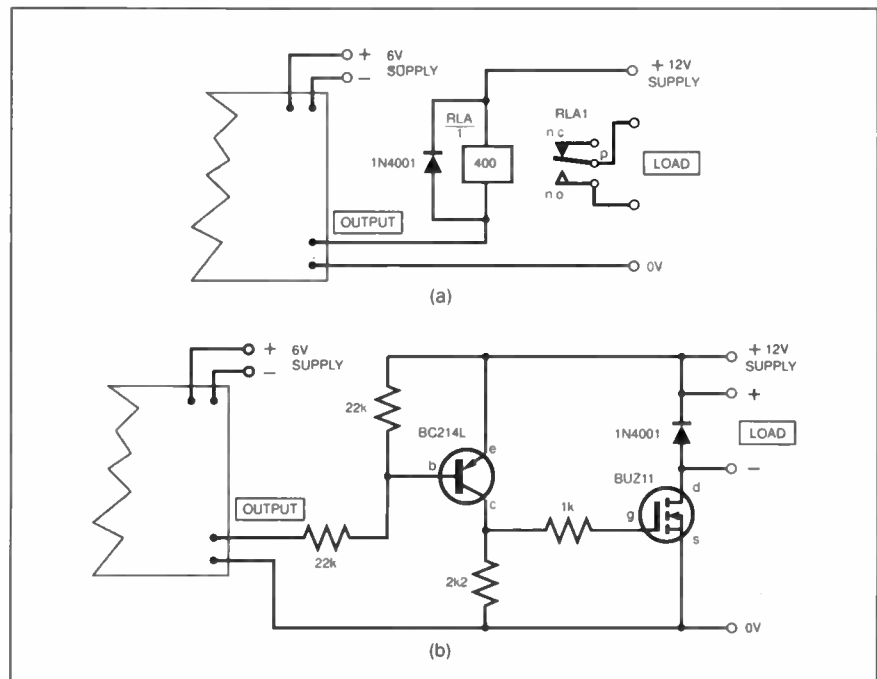 + 6V
− SUPPLY
+ 12V
SUPPLY
RLA
1
RLA1
n c
1N4001
400
p
LOAD
n o
OUTPUT
0V
(a)
+ 6V
− SUPPLY
+ 12V
SUPPLY
+
22k
BC214L
1N4001
LOAD
e
b
BUZ11
−
d
OUTPUT
c
1k
g
s
22k
2k2
0V
(b)